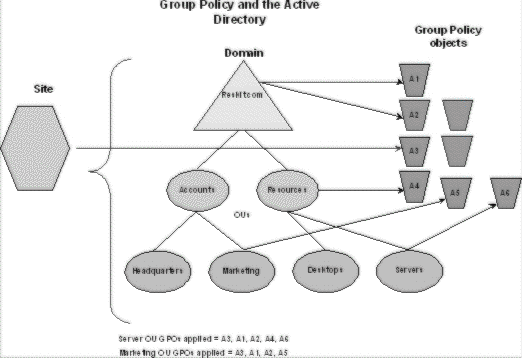 Group Policy and the Active
Directory
Group Policy
objects
Domain
Site
ResKit.com
A1
A2
A3
A4
A5
A6
Accounts
Resources
OUs
Headquarters
Marketing
Desktops
Servers
Server OU GPOs applied = A3, A1, A2, A4, A6
Marketing OU GPOs applied = A3, A1, A2, A5